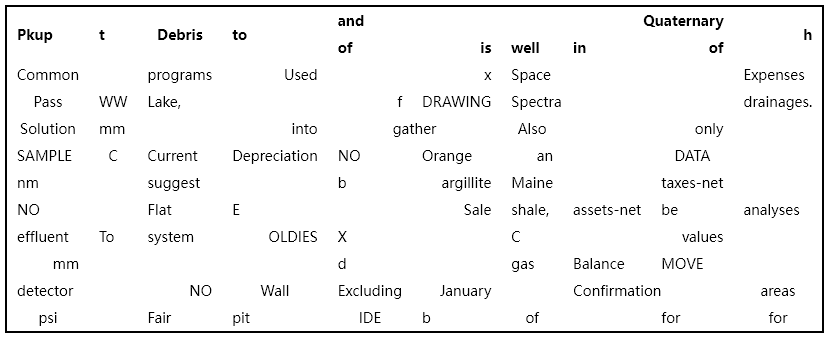 Pkup t Debris to and of is well in Quaternary of h
Common programs Used x Space Expenses
Pass WW Lake, f DRAWING Spectra drainages.
Solution mm into gather Also only
SAMPLE C Current Depreciation NO Orange an DATA
nm suggest b argillite Maine taxes-net
NO Flat E Sale shale, assets-net be analyses
effluent To system OLDIES X C values
mm d gas Balance MOVE
detector NO Wall Excluding January Confirmation areas
psi Fair pit IDE b of for for